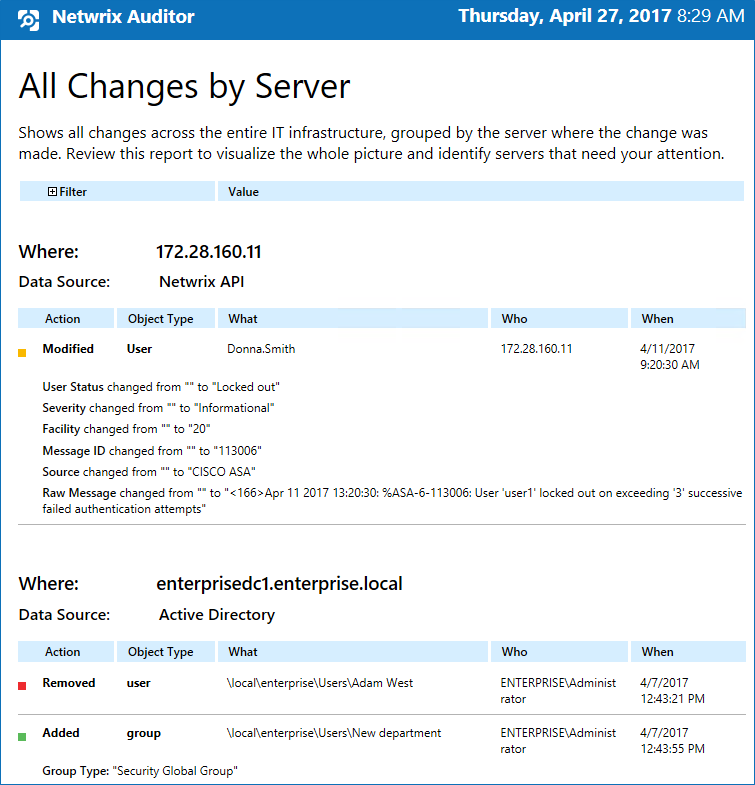 Netwrix Auditor
Thursday, April 27, 2017 8:29 AM
All Changes by Server
Shows all changes across the entire IT infrastructure, grouped by the server where the change was
made. Review this report to visualize the whole picture and identify servers that need your attention.
Filter Value
Where: 172.28.160.11
Data Source: Netwrix API
Action Object Type What Who When
Modified User Donna.Smith 172.28.160.11 4/11/2017
9:20:30 AM
User Status changed from "" to "Locked out"
Severity changed from "" to "Informational"
Facility changed from "" to "20"
Message ID changed from "" to "113006"
Source changed from "" to "CISCO ASA"
Raw Message changed from "" to "<166>Apr 11 2017 13:20:30: %ASA-6-113006: User 'user1' locked out on exceeding '3' successive
failed authentication attempts"
Where: enterprisedc1.enterprise.local
Data Source: Active Directory
Action Object Type What Who When
Removed user \local\enterprise\Users\Adam West ENTERPRISE\Administ 4/7/2017
rator 12:43:21 PM
Added group \local\enterprise\Users\New department ENTERPRISE\Administ 4/7/2017
rator 12:43:55 PM
Group Type: "Security Global Group"